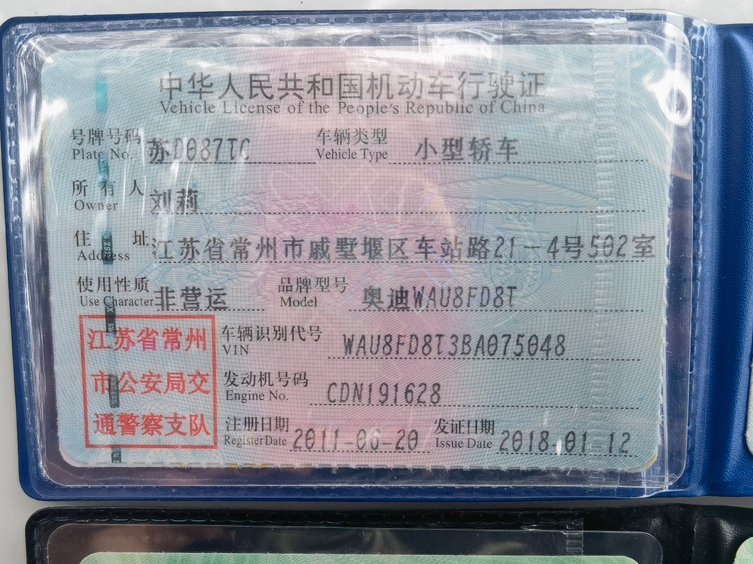 中华人民共和国机动车行驶证
Vehicle License of the People's Republic of China
号牌号码 苏D087TC 车辆类型 小型轿车
Plate No. Vehicle Type
所有人 刘莉
Owner
住址 江苏省常州市戚墅堰区车站路21-4号502室
Address
使用性质 非营运 品牌型号 奥迪WAU8FD8T
Use Character Model
江苏省常州 车辆识别代号 WAU8FD8T3BA075048
VIN
市公安局交 发动机号码 CDN191628
Engine No.
通警察支队 注册日期 2011-06-20 发证日期 2018-01-12
Register Date Issue Date